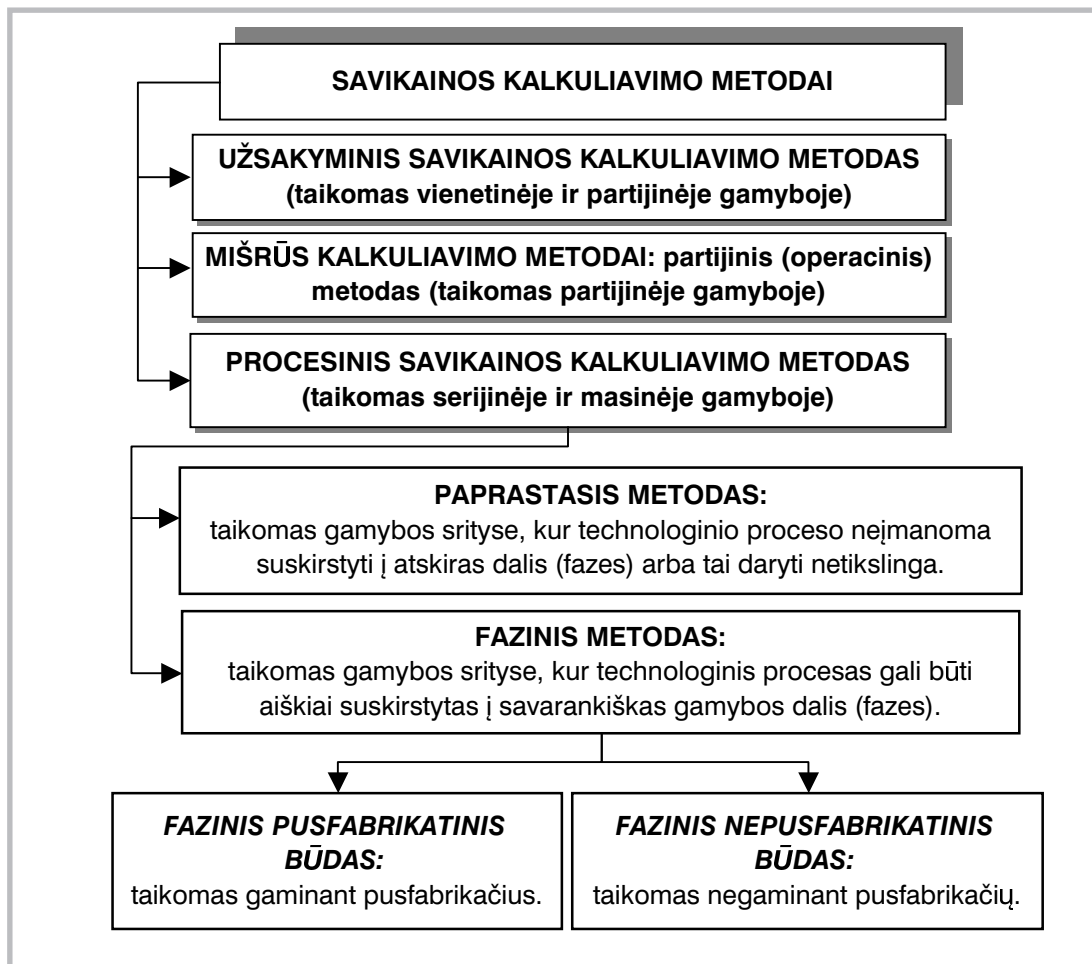 SAVIKAINOS KALKULIAVIMO METODAI
UŽSAKYMINIS SAVIKAINOS KALKULIAVIMO METODAS
(taikomas vienetinėje ir partijinėje gamyboje)
MIŠRŪS KALKULIAVIMO METODAI: partijinis (operacinis)
metodas (taikomas partijinėje gamyboje)
PROCESINIS SAVIKAINOS KALKULIAVIMO METODAS
(taikomas serijinėje ir masinėje gamyboje)
PAPRASTASIS METODAS:
taikomas gamybos srityse, kur technologinio proceso neįmanoma
suskirstyti į atskiras dalis (fazes) arba tai daryti netikslinga.
FAZINIS METODAS:
taikomas gamybos srityse, kur technologinis procesas gali būti
aiškiai suskirstytas į savarankiškas gamybos dalis (fazes).
FAZINIS PUSFABRIKATINIS
BŪDAS:
taikomas gaminant pusfabrikačius.
FAZINIS NEPUSFABRIKATINIS
BŪDAS:
taikomas negaminant pusfabrikačių.